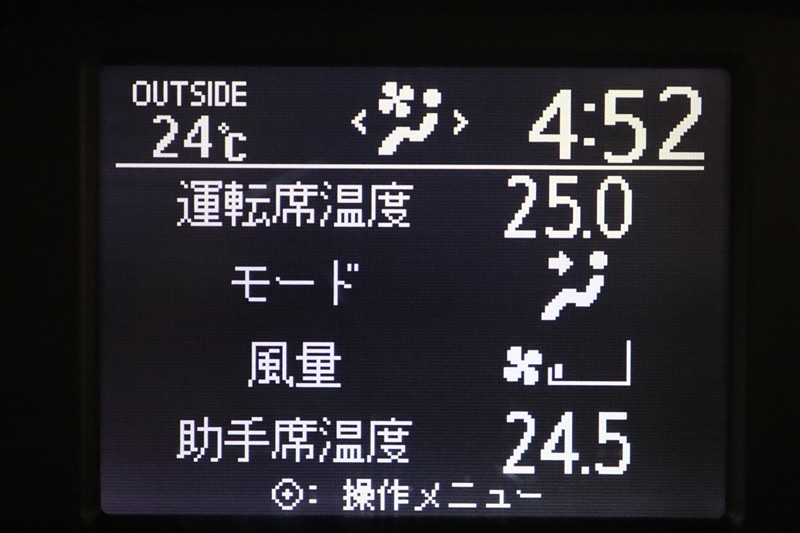 OUTSIDE
24℃
4:52
運転席温度 25.0
モード
風量
助手席温度 24.5
: 操作メニュー